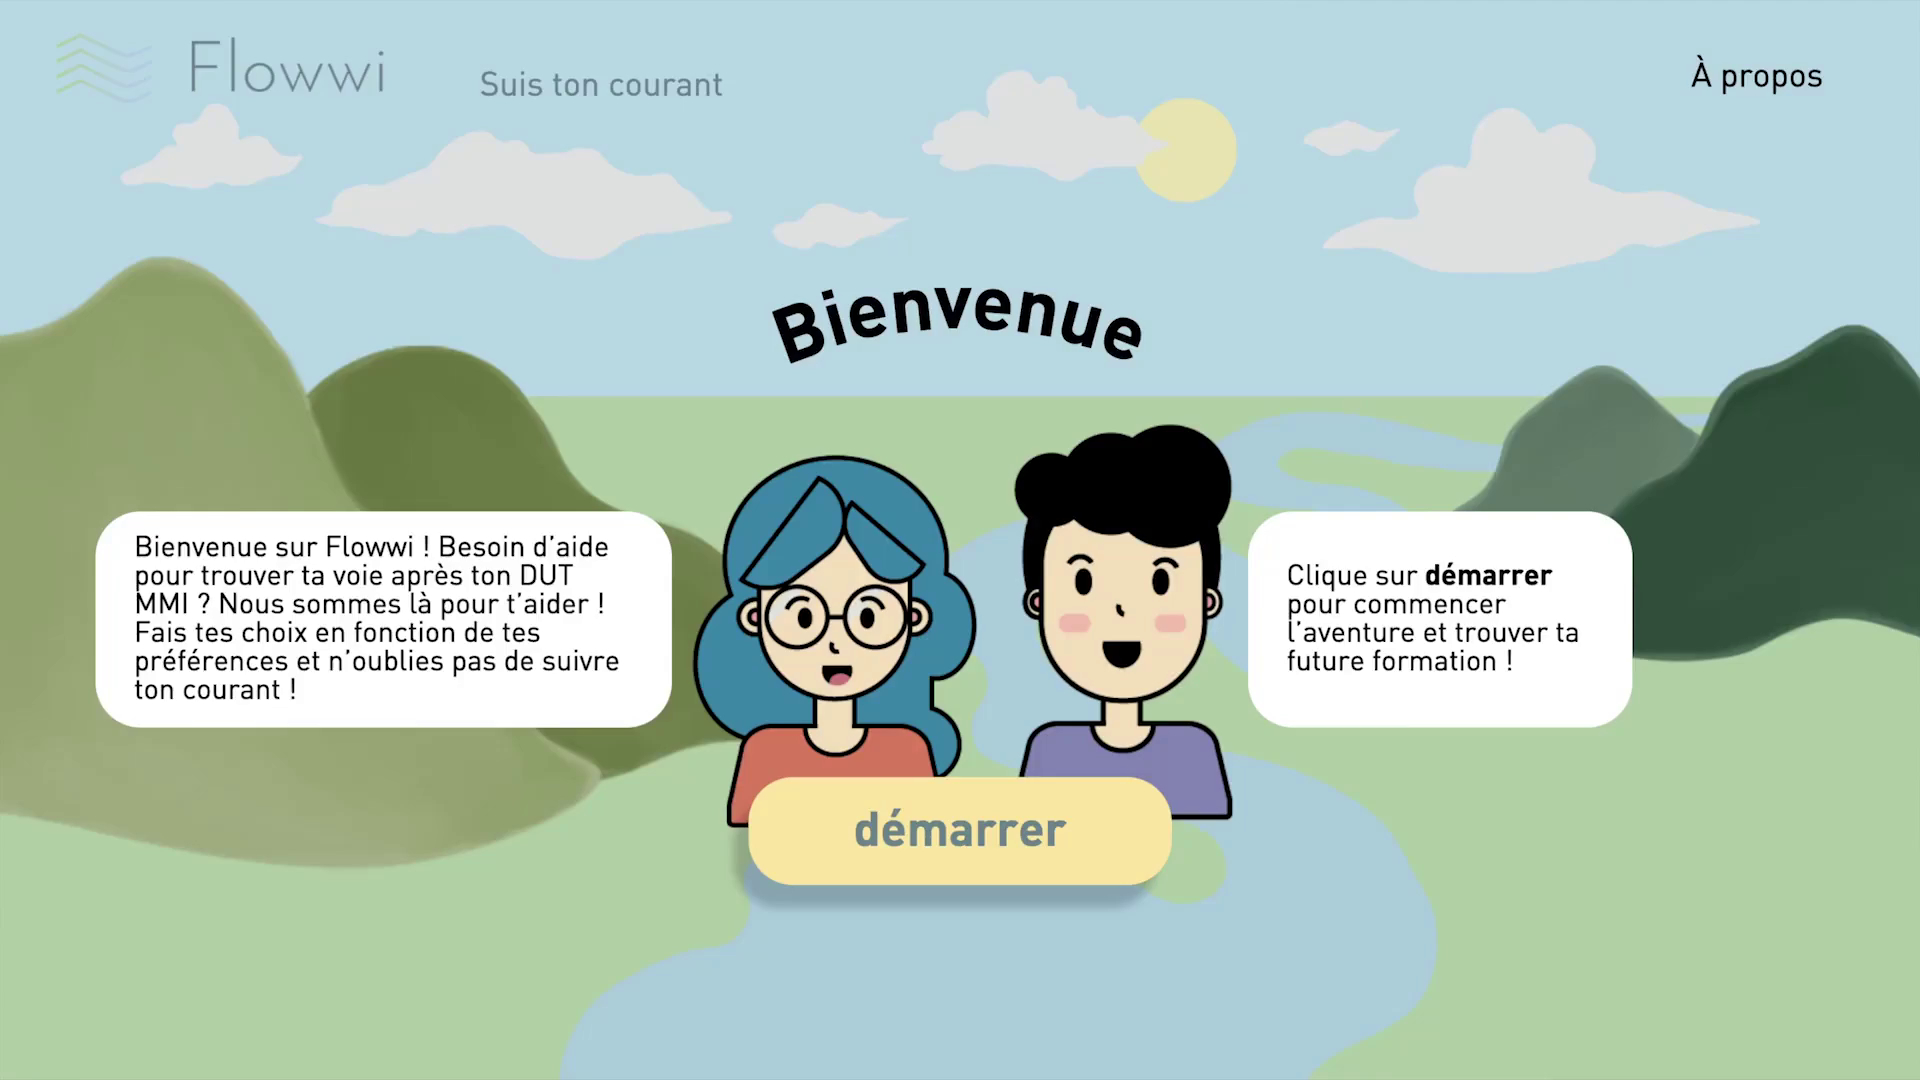 Flowwi
Suis ton courant
À propos
Bienvenue
Bienvenue sur Flowwi ! Besoin d'aide
pour trouver ta voie après ton DUT
MMI ? Nous sommes là pour t'aider !
Fais tes choix en fonction de tes
préférences et n'oublies pas de suivre
ton courant !
Clique sur démarrer
pour commencer
l'aventure et trouver ta
future formation !
démarrer